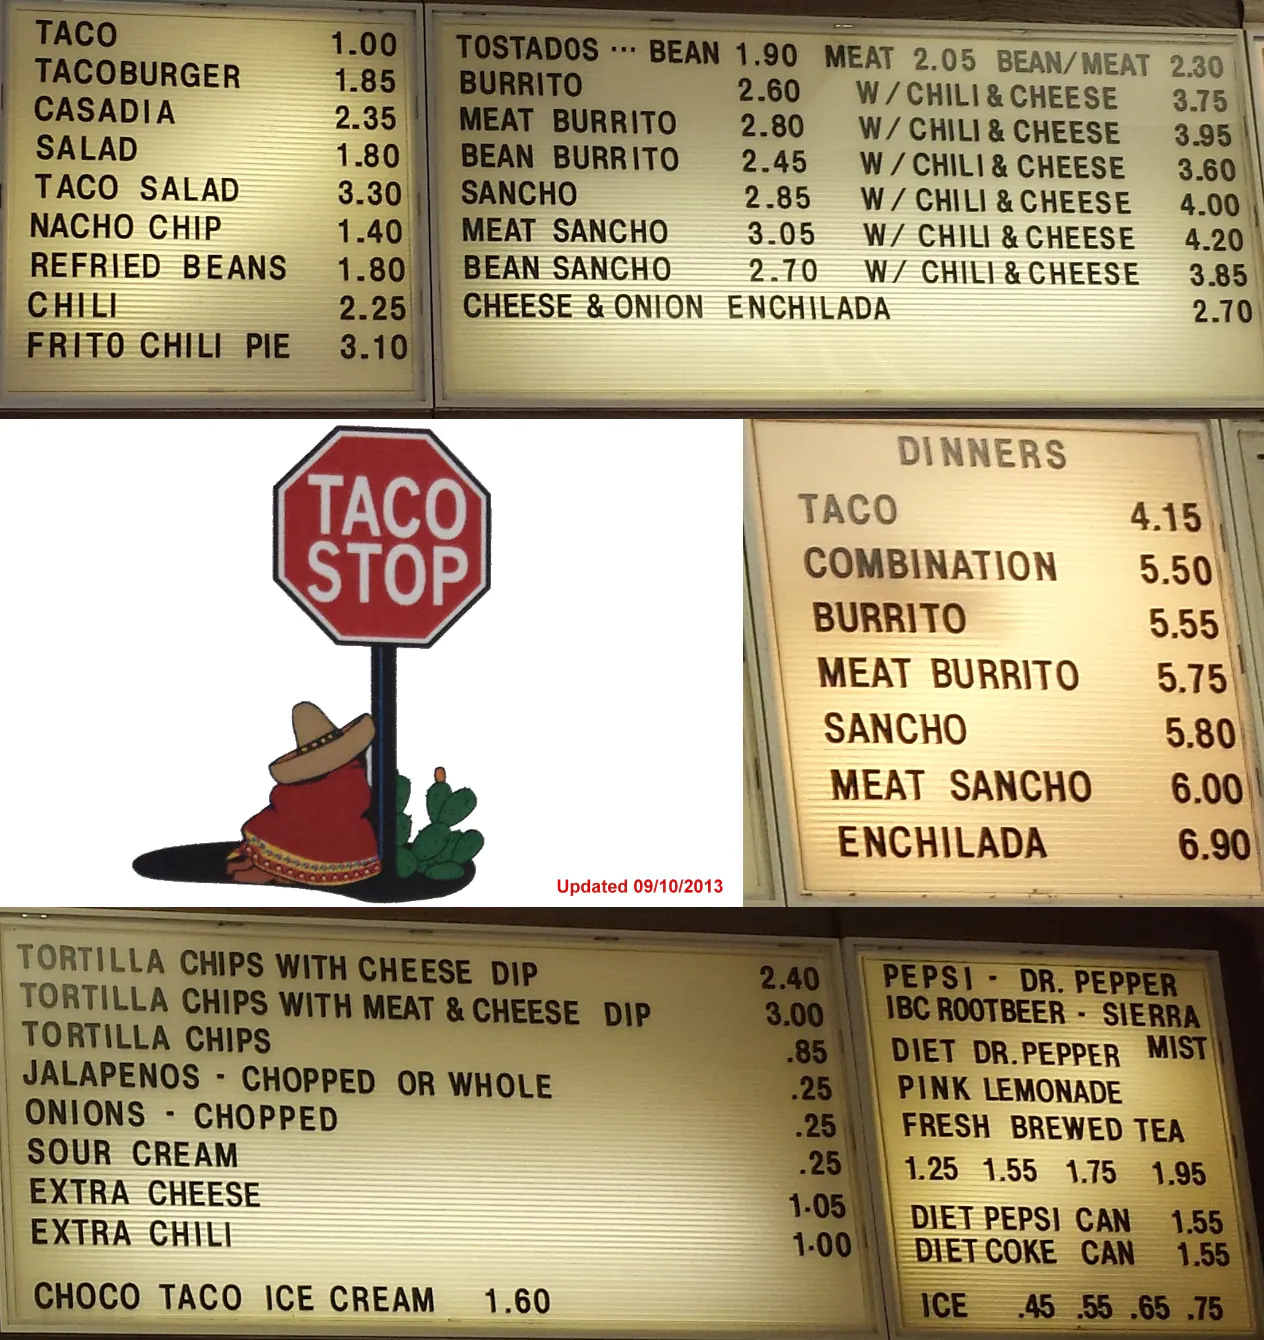 TACO 1.00
TACOBURGER 1.85
CASADIA 2.35
SALAD 1.80
TACO SALAD 3.30
NACHO CHIP 1.40
REFRIED BEANS 1.80
CHILI 2.25
FRITO CHILI PIE 3.10
TOSTADOS ... BEAN 1.90 MEAT 2.05 BEAN/MEAT 2.30
BURRITO 2.60 W/CHILI & CHEESE 3.75
MEAT BURRITO 2.80 W/CHILI & CHEESE 3.95
BEAN BURRITO 2.45 W/CHILI & CHEESE 3.60
SANCHO 2.85 W/CHILI & CHEESE 4.00
MEAT SANCHO 3.05 W/ CHILI & CHEESE 4.20
BEAN SANCHO 2.70 W/ CHILI & CHEESE 3.85
CHEESE & ONION ENCHILADA 2.70
TACO
STOP
Updated 09/10/2013
DINNERS
TACO 4.15
COMBINATION 5.50
BURRITO 5.55
MEAT BURRITO 5.75
SANCHO 5.80
MEAT SANCHO 6.00
ENCHILADA 6.90
TORTILLA CHIPS WITH CHEESE DIP 2.40
TORTILLA CHIPS WITH MEAT & CHEESE DIP 3.00
TORTILLA CHIPS .85
JALAPENOS - CHOPPED OR WHOLE .25
ONIONS - CHOPPED .25
SOUR CREAM .25
EXTRA CHEESE 1.05
EXTRA CHILI 1.00
CHOCO TACO ICE CREAM 1.60
PEPSI - DR. PEPPER
IBC ROOTBEER - SIERRA
DIET DR. PEPPER MIST
PINK LEMONADE
FRESH BREWED TEA
1.25 1.55 1.75 1.95
DIET PEPSI CAN 1.55
DIET COKE CAN 1.55
ICE .45 .55 .65 .75